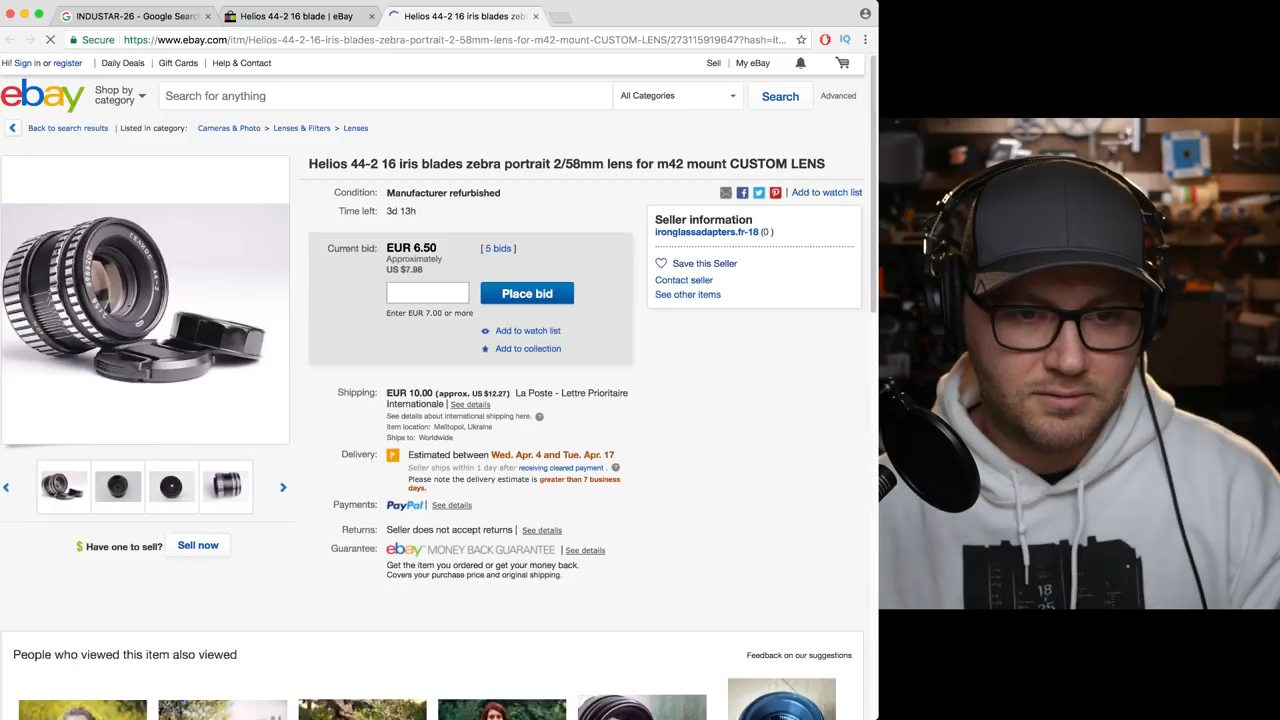 INDUSTAR-26 - Google Searc
Helios 44-2 16 blade | eBay
Helios 44-2 16 iris blades zeb
Secure https://www.ebay.com/itm/Helios-44-2-16-iris-blades-zebra-portrait-2-58mm-lens-for-m42-mount-CUSTOM-LENS/273115919647?hash=it...
IQ
Hi! Sign in or register Daily Deals Gift Cards Help & Contact Sell My eBay
ebay Shop by category Search for anything All Categories Search Advanced
Back to search results | Listed in category: Cameras & Photo > Lenses & Filters > Lenses
Helios 44-2 16 iris blades zebra portrait 2/58mm lens for m42 mount CUSTOM LENS
Condition: Manufacturer refurbished
| Add to watch list
Time left: 3d 13h
Seller information
ironglassadapters.fr-18 (0 )
Save this Seller
Contact seller
See other items
Current bid: EUR 6.50 [ 5 bids ]
Approximately
US $7.98
Place bid
Enter EUR 7.00 or more
Add to watch list
Add to collection
Shipping: EUR 10.00 (approx. US $12.27) La Poste - Lettre Prioritaire
Internationale | See details
See details about international shipping here.
Item location: Melitopol, Ukraine
Ships to: Worldwide
Delivery: Estimated between Wed. Apr. 4 and Tue. Apr. 17
Seller ships within 1 day after receiving cleared payment .
Please note the delivery estimate is greater than 7 business
days.
Payments: PayPal | See details
Returns: Seller does not accept returns | See details
Guarantee: ebay MONEY BACK GUARANTEE | See details
Get the item you ordered or get your money back.
Covers your purchase price and original shipping.
$ Have one to sell? Sell now
People who viewed this item also viewed
Feedback on our suggestions
18